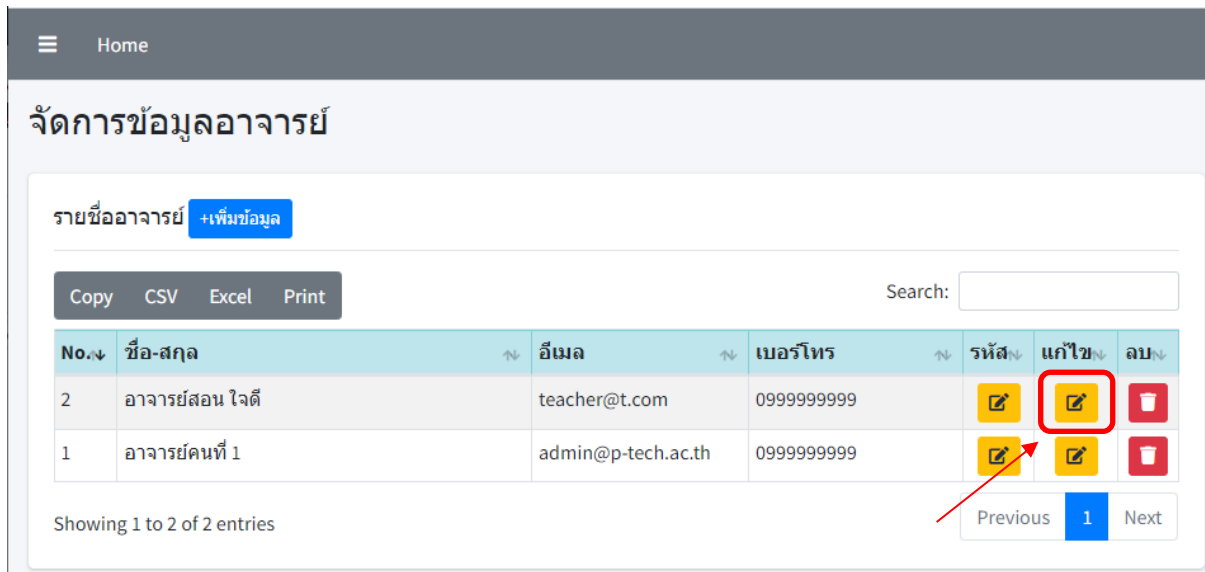 Home
จัดการข้อมูลอาจารย์
รายชื่ออาจารย์ +เพิ่มข้อมูล
Copy CSV Excel Print Search:
No. ชื่อ-สกุล อีเมล เบอร์โทร รหัส แก้ไข ลบ
2 อาจารย์สอน ใจดี teacher@t.com 0999999999
1 อาจารย์คนที่ 1 admin@p-tech.ac.th 0999999999
Showing 1 to 2 of 2 entries Previous 1 Next